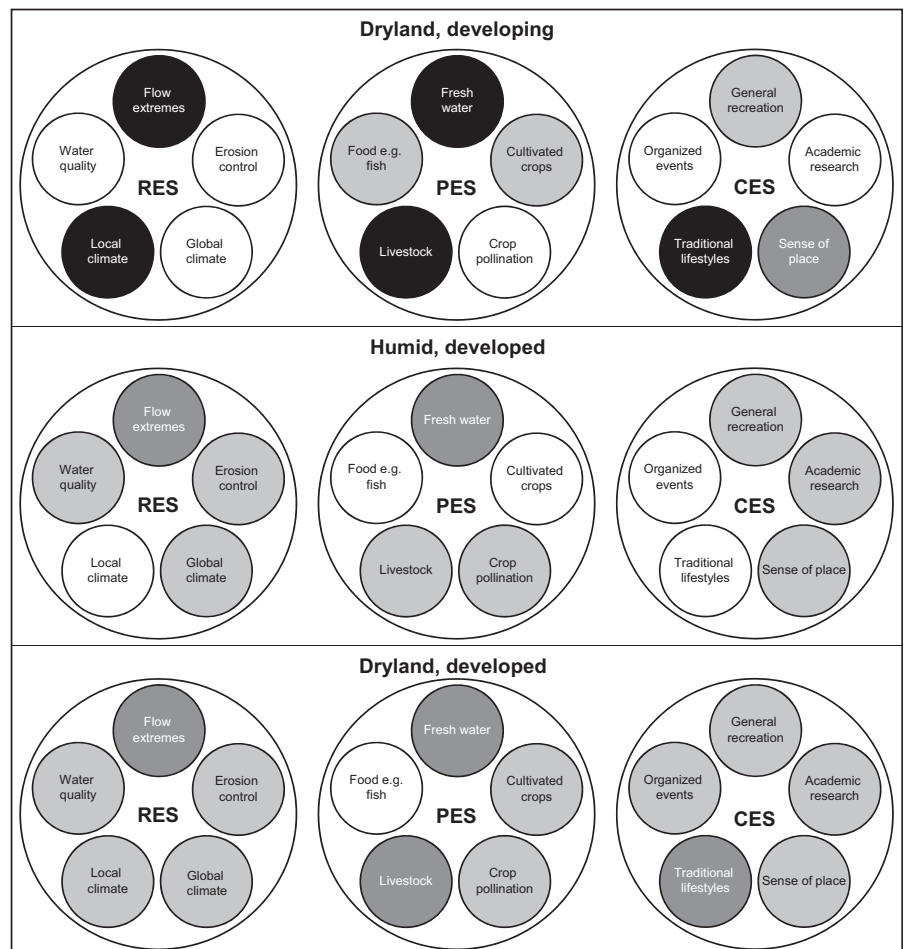 Dryland, developing
Flow
extremes
Water
quality
Erosion
control
RES
Local
climate
Global
climate
Fresh
water
Food e.g.
fish
Cultivated
crops
PES
Livestock
Crop
pollination
General
recreation
Organized
events
Academic
research
CES
Traditional
lifestyles
Sense of
place
Humid, developed
Flow
extremes
Water
quality
Erosion
control
RES
Local
climate
Global
climate
Fresh water
Food e.g.
fish
Cultivated
crops
PES
Livestock
Crop
pollination
General
recreation
Organized
events
Academic
research
CES
Traditional
lifestyles
Sense of place
Dryland, developed
Flow
extremes
Water
quality
Erosion
control
RES
Local
climate
Global
climate
Fresh water
Food e.g.
fish
Cultivated
crops
PES
Livestock
Crop
pollination
General
recreation
Organized
events
Academic
research
CES
Traditional
lifestyles
Sense of place